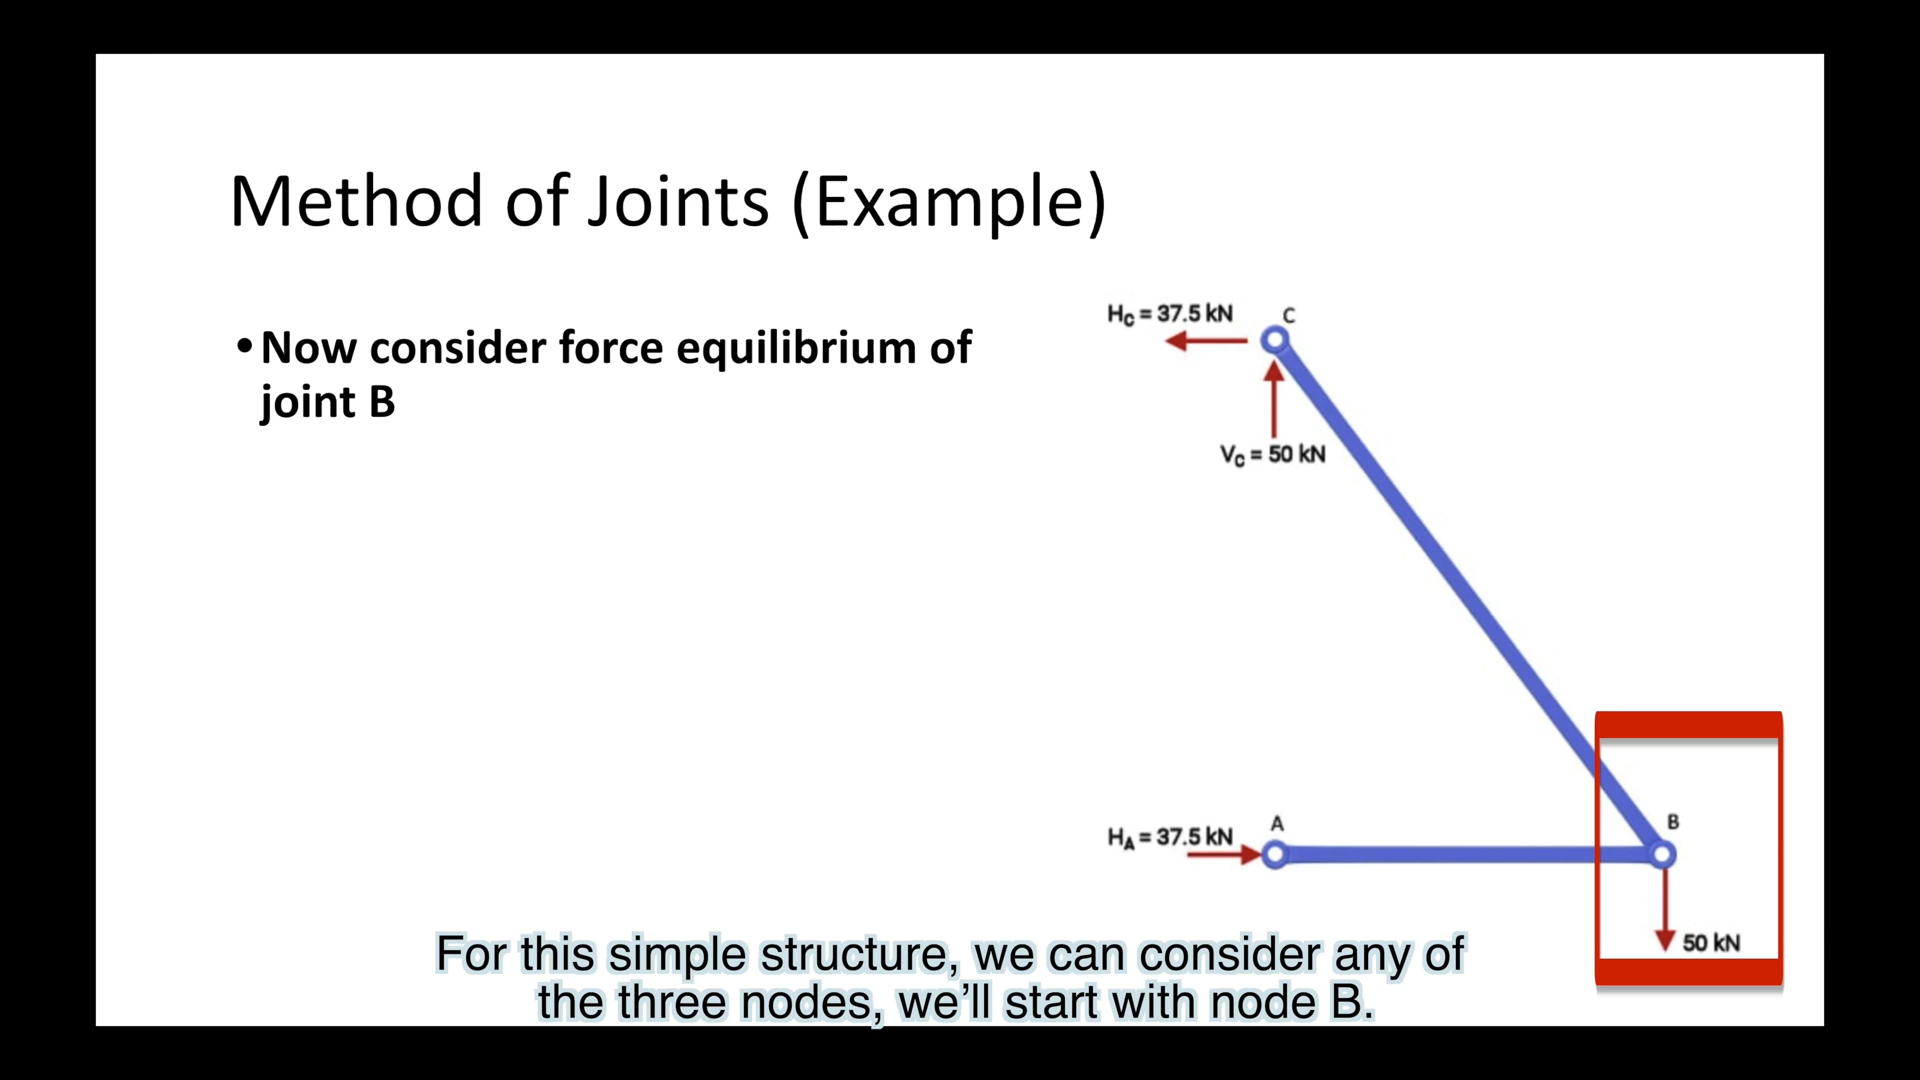 Method of Joints (Example)
• Now consider force equilibrium of
joint B
H_C = 37.5 kN
C
V_C = 50 kN
H_A = 37.5 kN
A
B
50 kN
For this simple structure, we can consider any of
the three nodes, we’ll start with node B.